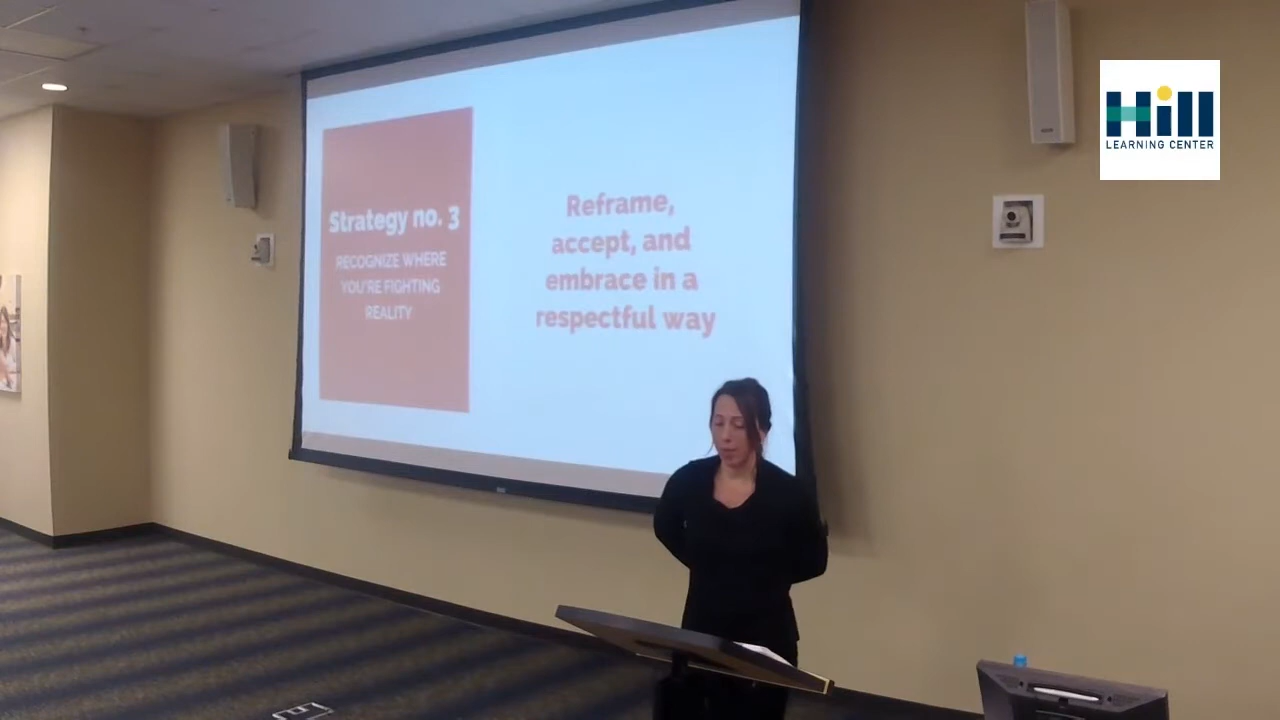 Strategy no. 3
RECOGNIZE WHERE
YOU'RE FIGHTING
REALITY
Reframe,
accept, and
embrace in a
respectful way
Hill
LEARNING CENTER